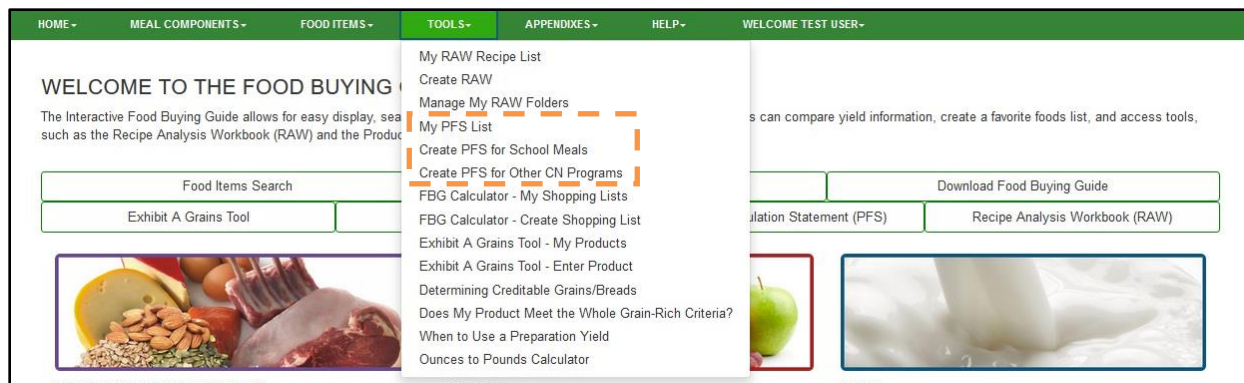 HOME MEAL COMPONENTS FOOD ITEMS TOOLS APPENDIXES HELP WELCOME TEST USER
My RAW Recipe List
Create RAW
Manage My RAW Folders
My PFS List
Create PFS for School Meals
Create PFS for Other CN Programs
FBG Calculator - My Shopping Lists
FBG Calculator - Create Shopping List
Exhibit A Grains Tool - My Products
Exhibit A Grains Tool - Enter Product
Determining Creditable Grains/Breads
Does My Product Meet the Whole Grain-Rich Criteria?
When to Use a Preparation Yield
Ounces to Pounds Calculator
WELCOME TO THE FOOD BUYING
The Interactive Food Buying Guide allows for easy display, sea s can compare yield information, create a favorite foods list, and access tools,
such as the Recipe Analysis Workbook (RAW) and the Produc
Food Items Search Download Food Buying Guide
Exhibit A Grains Tool ulation Statement (PFS) Recipe Analysis Workbook (RAW)